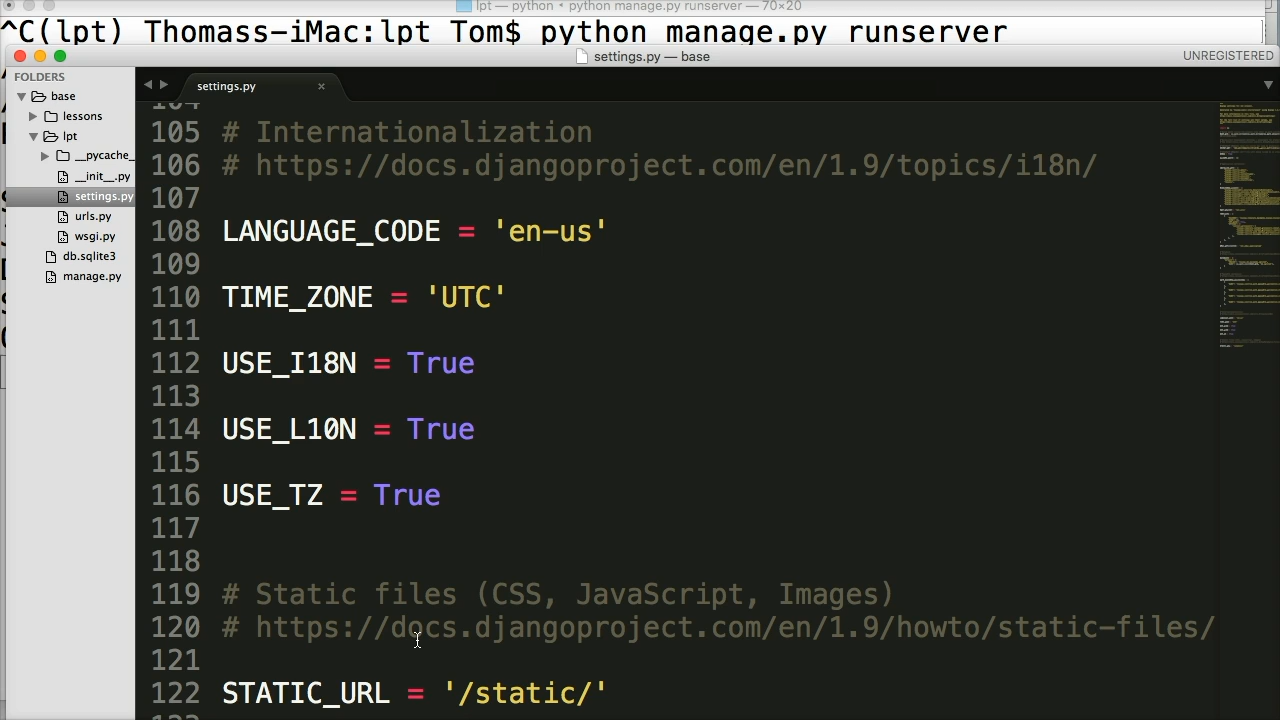 lpt — python ‹ python manage.py runserver — 70×20
^C(lpt) Thomass-iMac:lpt Tom$ python manage.py runserver
settings.py — base
UNREGISTERED
FOLDERS
base
lessons
lpt
__pycache_
__init__.py
settings.py
urls.py
wsgi.py
db.sqlite3
manage.py
settings.py ×
104
105 # Internationalization
106 # https://docs.djangoproject.com/en/1.9/topics/i18n/
107
108 LANGUAGE_CODE = 'en-us'
109
110 TIME_ZONE = 'UTC'
111
112 USE_I18N = True
113
114 USE_L10N = True
115
116 USE_TZ = True
117
118
119 # Static files (CSS, JavaScript, Images)
120 # https://docs.djangoproject.com/en/1.9/howto/static-files/
121
122 STATIC_URL = '/static/'
123